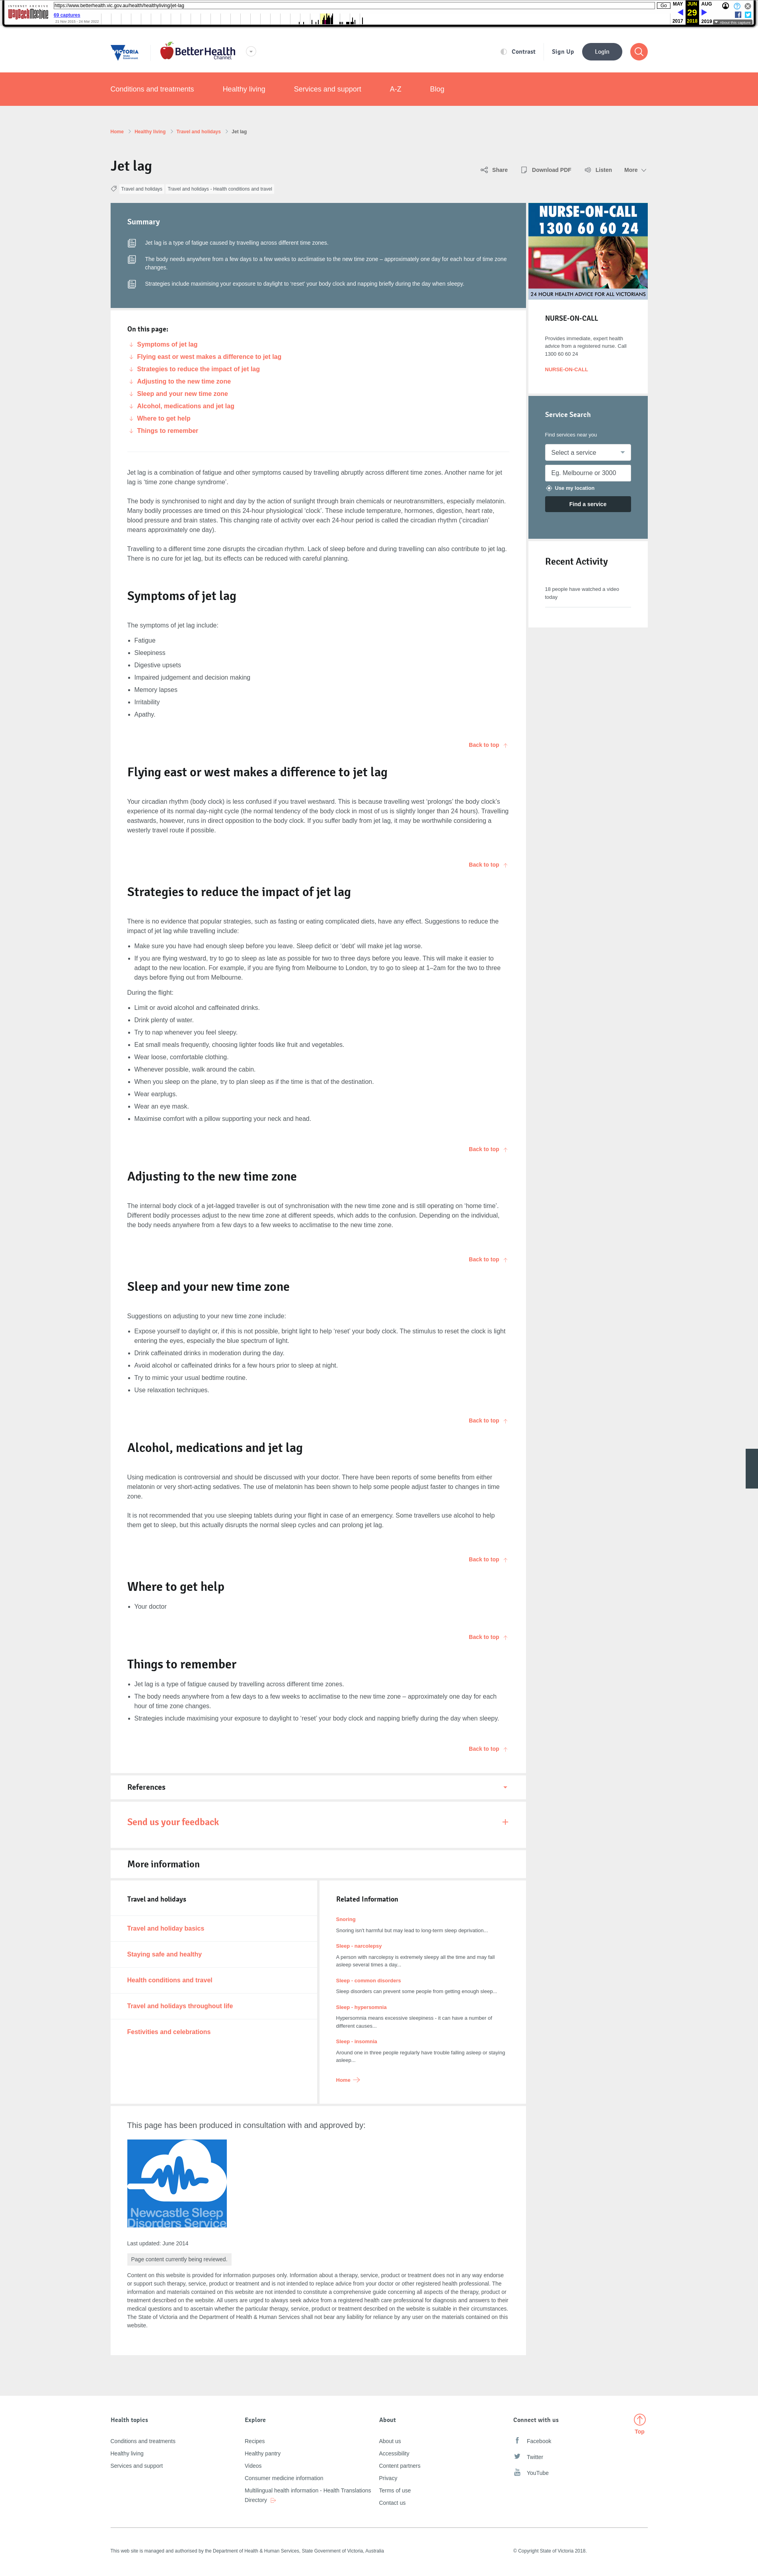 INTERNET ARCHIVE
WayBack Machine
https://www.betterhealth.vic.gov.au/health/healthyliving/jet-lag
Go
MAY JUN AUG
69 captures
29
2017 2018 2019
About this capture
VICTORIA
BetterHealth
Channel
Contrast
Sign Up
Login
Conditions and treatments
Healthy living
Services and support
A-Z
Blog
Home
Healthy living
Travel and holidays
Jet lag
Jet lag
Share
Download PDF
Listen
More
Travel and holidays
Travel and holidays - Health conditions and travel
Summary
Jet lag is a type of fatigue caused by travelling across different time zones.
The body needs anywhere from a few days to a few weeks to acclimatise to the new time zone – approximately one day for each hour of time zone
changes.
Strategies include maximising your exposure to daylight to 'reset' your body clock and napping briefly during the day when sleepy.
On this page:
Symptoms of jet lag
Flying east or west makes a difference to jet lag
Strategies to reduce the impact of jet lag
Adjusting to the new time zone
Sleep and your new time zone
Alcohol, medications and jet lag
Where to get help
Things to remember
Jet lag is a combination of fatigue and other symptoms caused by travelling abruptly across different time zones. Another name for jet
lag is 'time zone change syndrome'.
The body is synchronised to night and day by the action of sunlight through brain chemicals or neurotransmitters, especially melatonin.
Many bodily processes are timed on this 24-hour physiological 'clock'. These include temperature, hormones, digestion, heart rate,
blood pressure and brain states. This changing rate of activity over each 24-hour period is called the circadian rhythm ('circadian'
means approximately one day).
Travelling to a different time zone disrupts the circadian rhythm. Lack of sleep before and during travelling can also contribute to jet lag.
There is no cure for jet lag, but its effects can be reduced with careful planning.
Symptoms of jet lag
The symptoms of jet lag include:
Fatigue
Sleepiness
Digestive upsets
Impaired judgement and decision making
Memory lapses
Irritability
Apathy.
Back to top
Flying east or west makes a difference to jet lag
Your circadian rhythm (body clock) is less confused if you travel westward. This is because travelling west 'prolongs' the body clock's
experience of its normal day-night cycle (the normal tendency of the body clock in most of us is slightly longer than 24 hours). Travelling
eastwards, however, runs in direct opposition to the body clock. If you suffer badly from jet lag, it may be worthwhile considering a
westerly travel route if possible.
Back to top
Strategies to reduce the impact of jet lag
There is no evidence that popular strategies, such as fasting or eating complicated diets, have any effect. Suggestions to reduce the
impact of jet lag while travelling include:
Make sure you have had enough sleep before you leave. Sleep deficit or 'debt' will make jet lag worse.
If you are flying westward, try to go to sleep as late as possible for two to three days before you leave. This will make it easier to
adapt to the new location. For example, if you are flying from Melbourne to London, try to go to sleep at 1–2am for the two to three
days before flying out from Melbourne.
During the flight:
Limit or avoid alcohol and caffeinated drinks.
Drink plenty of water.
Try to nap whenever you feel sleepy.
Eat small meals frequently, choosing lighter foods like fruit and vegetables.
Wear loose, comfortable clothing.
Whenever possible, walk around the cabin.
When you sleep on the plane, try to plan sleep as if the time is that of the destination.
Wear earplugs.
Wear an eye mask.
Maximise comfort with a pillow supporting your neck and head.
Back to top
Adjusting to the new time zone
The internal body clock of a jet-lagged traveller is out of synchronisation with the new time zone and is still operating on 'home time'.
Different bodily processes adjust to the new time zone at different speeds, which adds to the confusion. Depending on the individual,
the body needs anywhere from a few days to a few weeks to acclimatise to the new time zone.
Back to top
Sleep and your new time zone
Suggestions on adjusting to your new time zone include:
Expose yourself to daylight or, if this is not possible, bright light to help 'reset' your body clock. The stimulus to reset the clock is light
entering the eyes, especially the blue spectrum of light.
Drink caffeinated drinks in moderation during the day.
Avoid alcohol or caffeinated drinks for a few hours prior to sleep at night.
Try to mimic your usual bedtime routine.
Use relaxation techniques.
Back to top
Alcohol, medications and jet lag
Using medication is controversial and should be discussed with your doctor. There have been reports of some benefits from either
melatonin or very short-acting sedatives. The use of melatonin has been shown to help some people adjust faster to changes in time
zone.
It is not recommended that you use sleeping tablets during your flight in case of an emergency. Some travellers use alcohol to help
them get to sleep, but this actually disrupts the normal sleep cycles and can prolong jet lag.
Back to top
Where to get help
Your doctor
Back to top
Things to remember
Jet lag is a type of fatigue caused by travelling across different time zones.
The body needs anywhere from a few days to a few weeks to acclimatise to the new time zone – approximately one day for each
hour of time zone changes.
Strategies include maximising your exposure to daylight to 'reset' your body clock and napping briefly during the day when sleepy.
Back to top
References
Send us your feedback
More information
Travel and holidays
Travel and holiday basics
Staying safe and healthy
Health conditions and travel
Travel and holidays throughout life
Festivities and celebrations
Related Information
Snoring
Snoring isn't harmful but may lead to long-term sleep deprivation...
Sleep - narcolepsy
A person with narcolepsy is extremely sleepy all the time and may fall
asleep several times a day...
Sleep - common disorders
Sleep disorders can prevent some people from getting enough sleep...
Sleep - hypersomnia
Hypersomnia means excessive sleepiness - it can have a number of
different causes...
Sleep - insomnia
Around one in three people regularly have trouble falling asleep or staying
asleep...
Home
This page has been produced in consultation with and approved by:
Newcastle Sleep
Disorders Service
Last updated: June 2014
Page content currently being reviewed.
Content on this website is provided for information purposes only. Information about a therapy, service, product or treatment does not in any way endorse
or support such therapy, service, product or treatment and is not intended to replace advice from your doctor or other registered health professional. The
information and materials contained on this website are not intended to constitute a comprehensive guide concerning all aspects of the therapy, product or
treatment described on the website. All users are urged to always seek advice from a registered health care professional for diagnosis and answers to their
medical questions and to ascertain whether the particular therapy, service, product or treatment described on the website is suitable in their circumstances.
The State of Victoria and the Department of Health & Human Services shall not bear any liability for reliance by any user on the materials contained on this
website.
NURSE-ON-CALL
1300 60 60 24
24 HOUR HEALTH ADVICE FOR ALL VICTORIANS
NURSE-ON-CALL
Provides immediate, expert health
advice from a registered nurse. Call
1300 60 60 24
NURSE-ON-CALL
Service Search
Find services near you
Select a service
Eg. Melbourne or 3000
Use my location
Find a service
Recent Activity
18 people have watched a video
today
Health topics
Conditions and treatments
Healthy living
Services and support
Explore
Recipes
Healthy pantry
Videos
Consumer medicine information
Multilingual health information - Health Translations
Directory
About
About us
Accessibility
Content partners
Privacy
Terms of use
Contact us
Connect with us
Facebook
Twitter
YouTube
Top
This web site is managed and authorised by the Department of Health & Human Services, State Government of Victoria, Australia
© Copyright State of Victoria 2018.